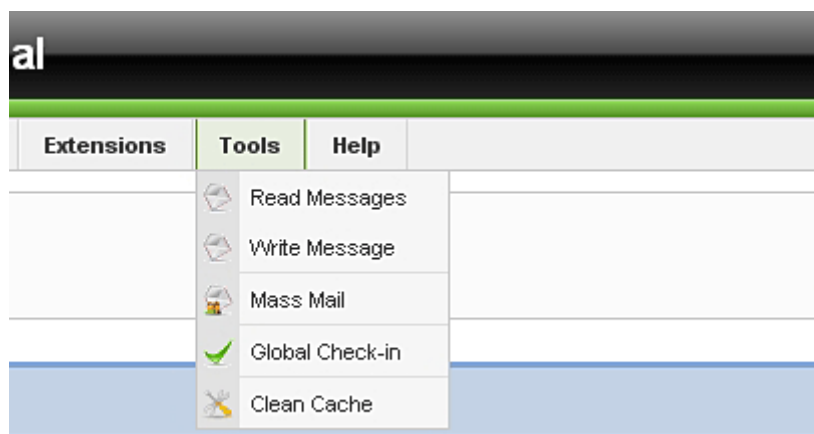 al
Extensions Tools Help
Read Messages
Write Message
Mass Mail
Global Check-in
Clean Cache